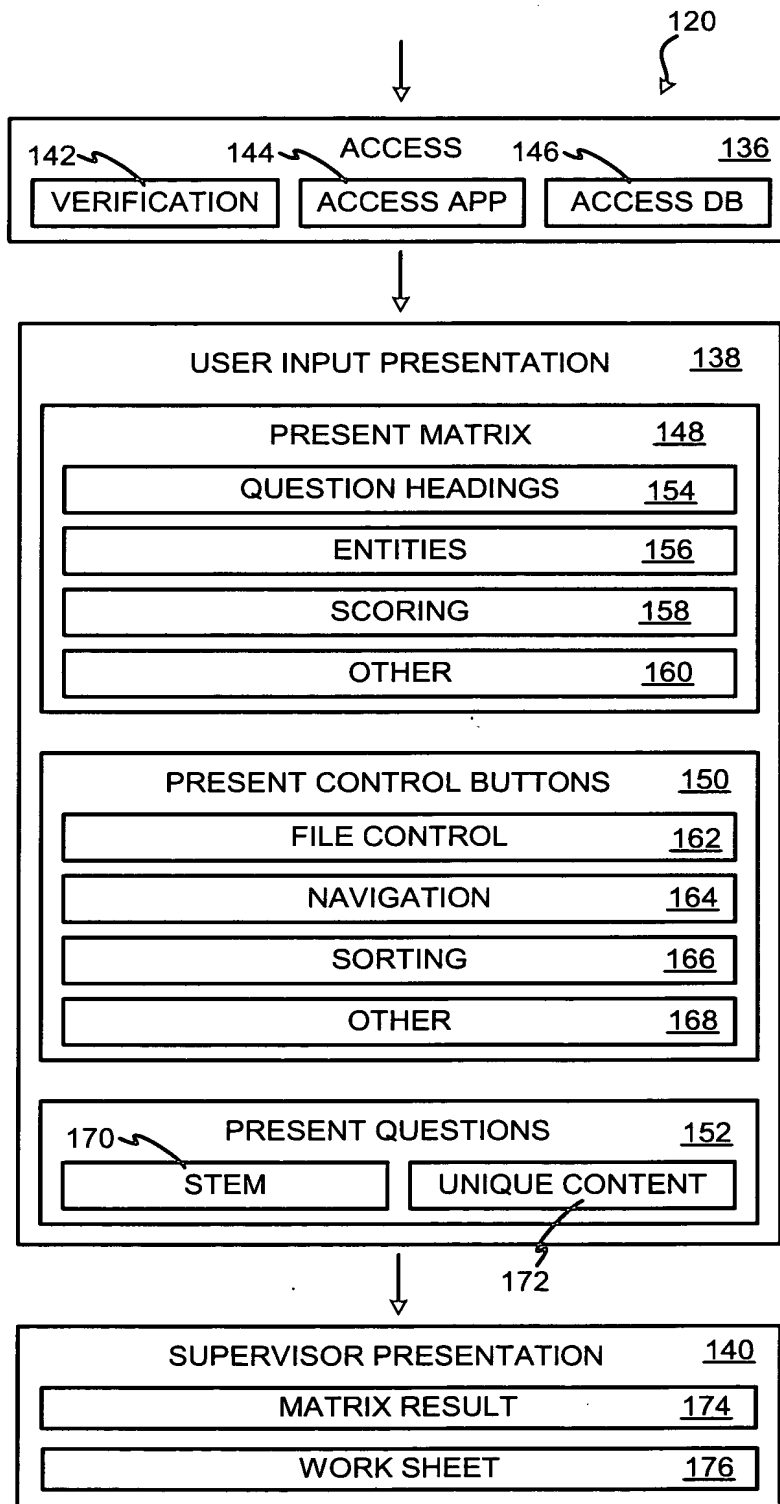 120
ACCESS 136
142 144 146
VERIFICATION ACCESS APP ACCESS DB
USER INPUT PRESENTATION 138
PRESENT MATRIX 148
QUESTION HEADINGS 154
ENTITIES 156
SCORING 158
OTHER 160
PRESENT CONTROL BUTTONS 150
FILE CONTROL 162
NAVIGATION 164
SORTING 166
OTHER 168
PRESENT QUESTIONS 152
170
STEM UNIQUE CONTENT
172
SUPERVISOR PRESENTATION 140
MATRIX RESULT 174
WORK SHEET 176